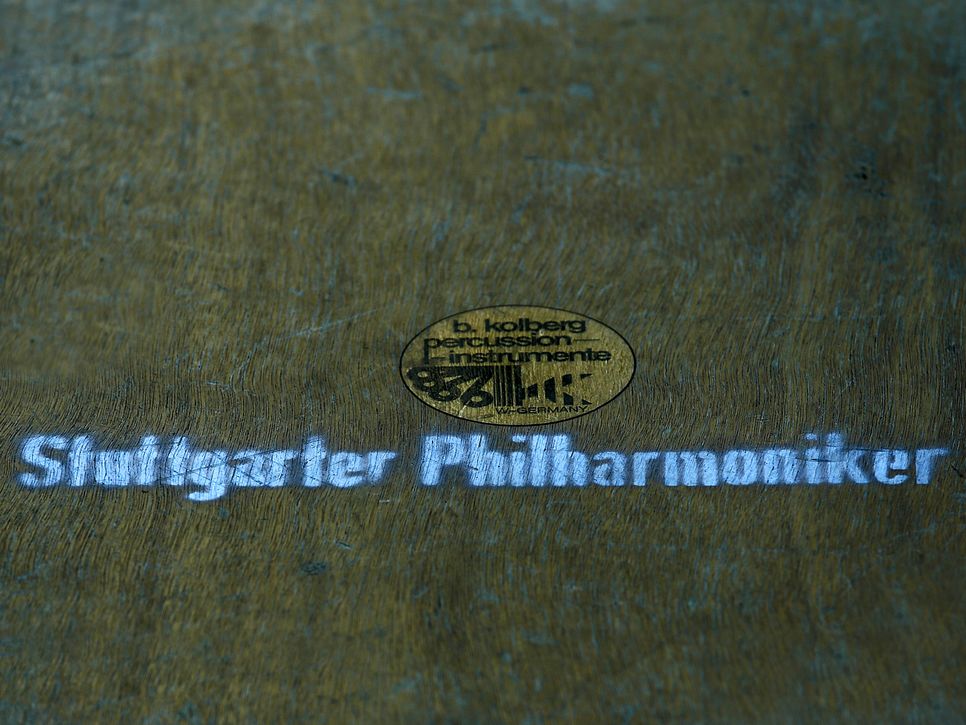 b. kolberg
percussion
instrumente
W-GERMANY
Stuttgarter Philharmoniker